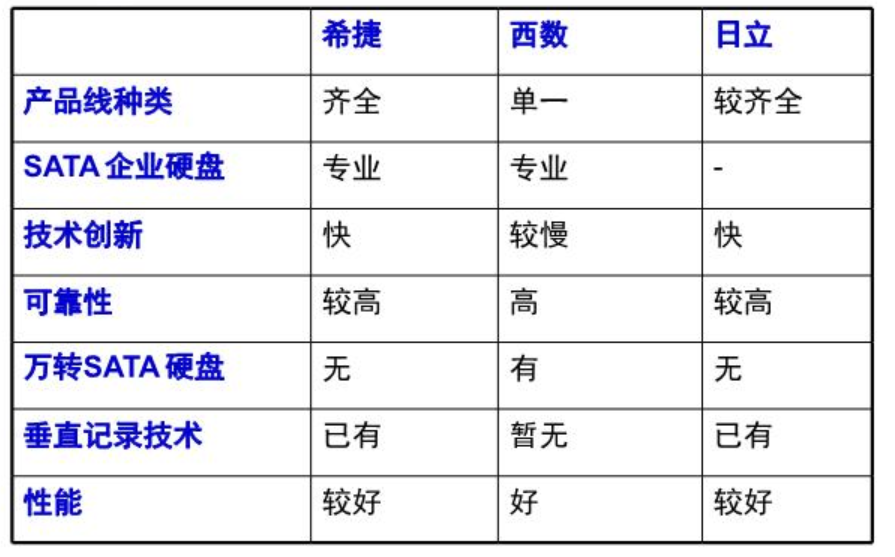 希捷 西数 日立
产品线种类 齐全 单一 较齐全
SATA 企业硬盘 专业 专业 -
技术创新 快 较慢 快
可靠性 较高 高 较高
万转SATA 硬盘 无 有 无
垂直记录技术 已有 暂无 已有
性能 较好 好 较好